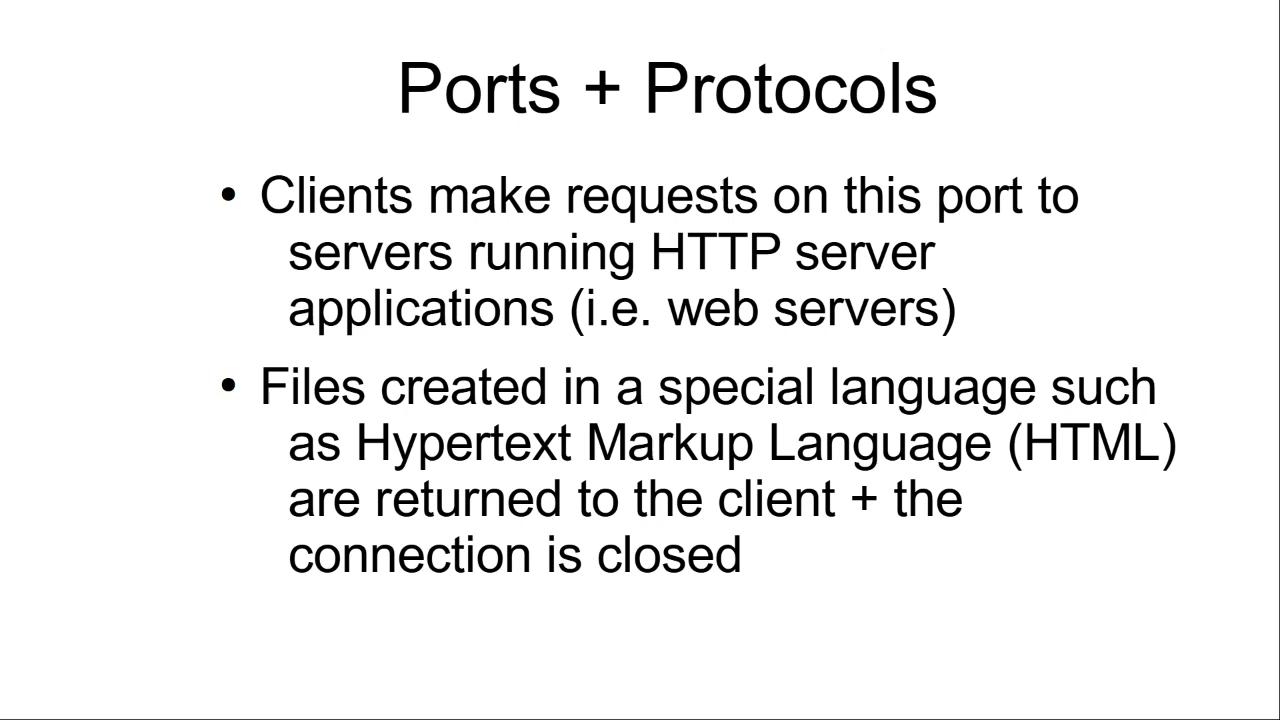 Ports + Protocols
• Clients make requests on this port to
servers running HTTP server
applications (i.e. web servers)
• Files created in a special language such
as Hypertext Markup Language (HTML)
are returned to the client + the
connection is closed